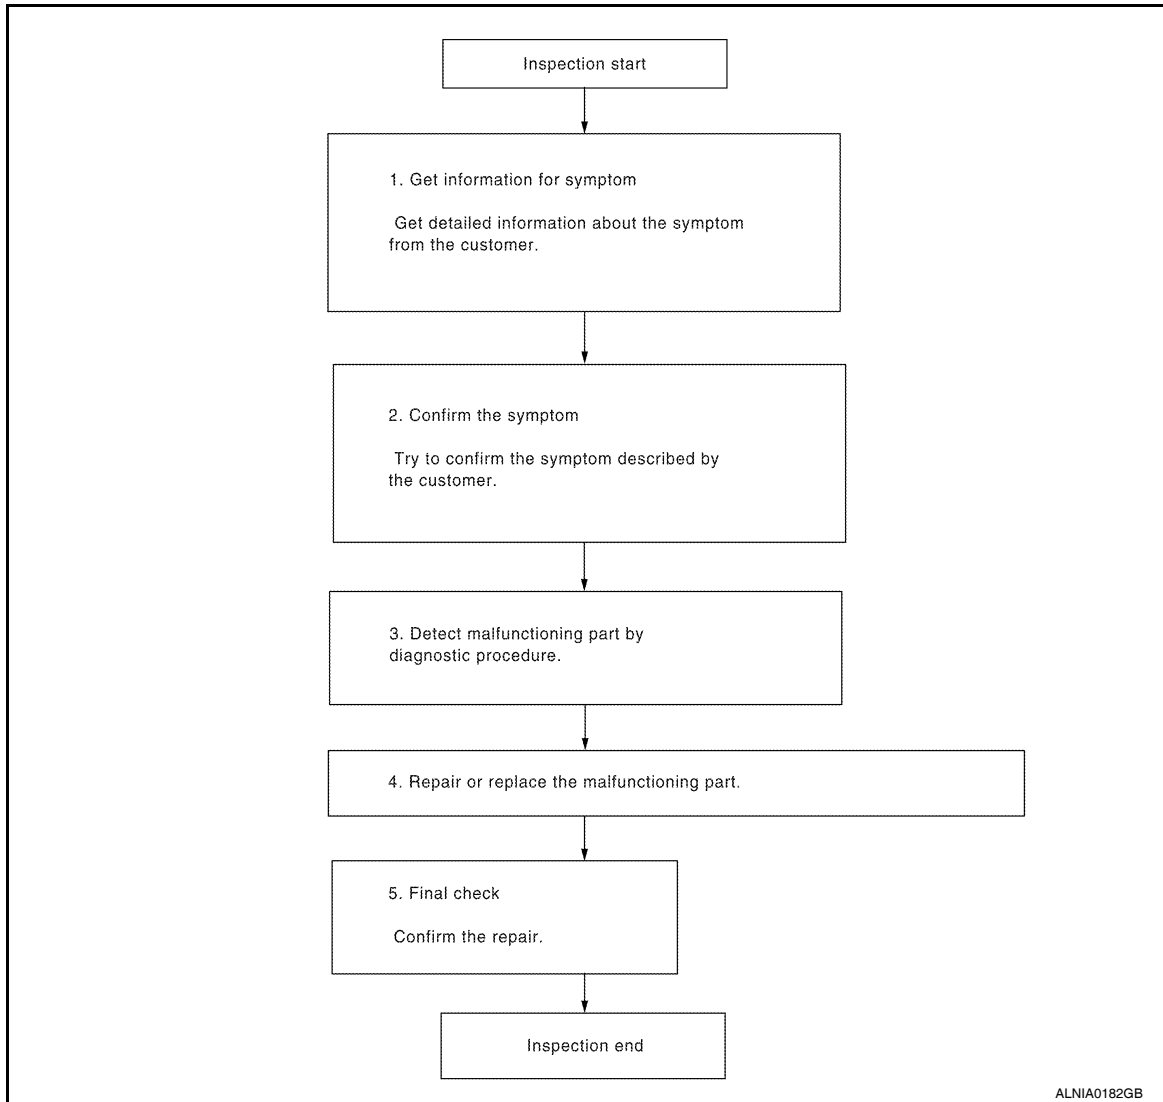 Inspection start
1. Get information for symptom
Get detailed information about the symptom
from the customer.
2. Confirm the symptom
Try to confirm the symptom described by
the customer.
3. Detect malfunctioning part by
diagnostic procedure.
4. Repair or replace the malfunctioning part.
5. Final check
Confirm the repair.
Inspection end
ALNIA0182GB